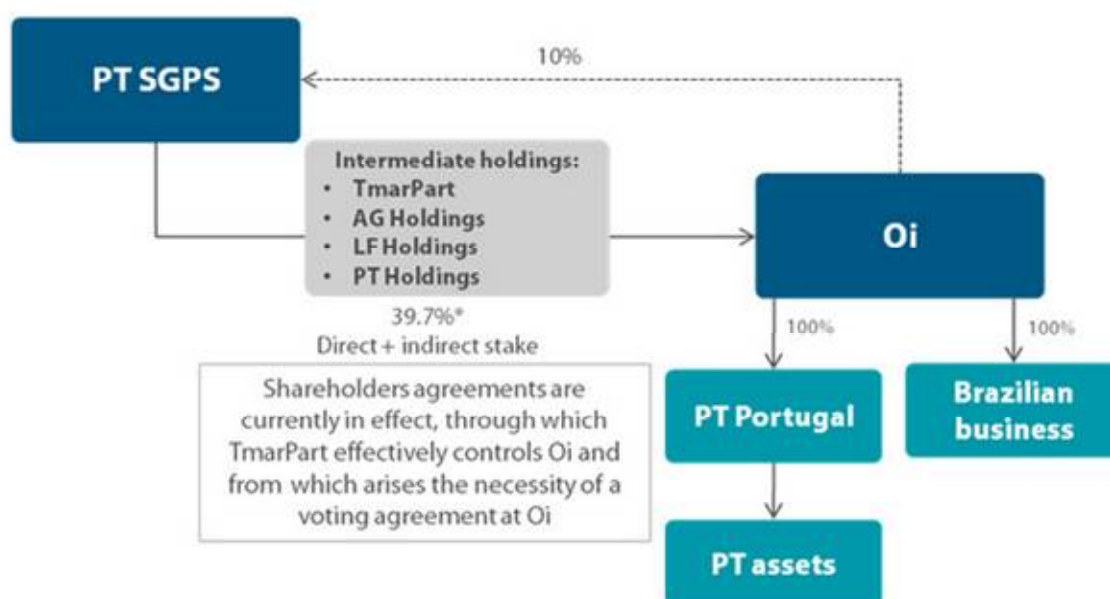 PT SGPS
10%
Intermediate holdings:
• TmarPart
• AG Holdings
• LF Holdings
• PT Holdings
Oi
39.7%*
Direct + indirect stake
100%
100%
Shareholders agreements are
currently in effect, through which
TmarPart effectively controls Oi and
from which arises the necessity of a
voting agreement at Oi
PT Portugal
Brazilian
business
PT assets